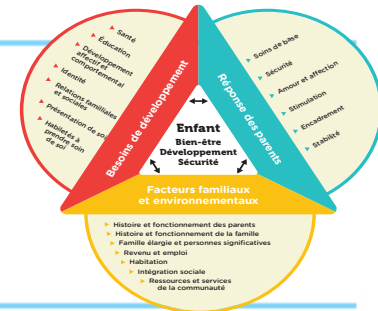 Santé
Éducation
Développement
affectif et
comportemental
Identité
Relations familiales
et sociales
Présentation de soi
Habiletés à
prendre soin
de soi
Besoins de développement
Réponse des parents
Soins de base
Sécurité
Amour et affection
Stimulation
Encadrement
Stabilité
Enfant
Bien-être
Développement
Sécurité
Facteurs familiaux
et environnementaux
Histoire et fonctionnement des parents
Histoire et fonctionnement de la famille
Famille élargie et personnes significatives
Revenu et emploi
Habitation
Intégration sociale
Ressources et services
de la communauté